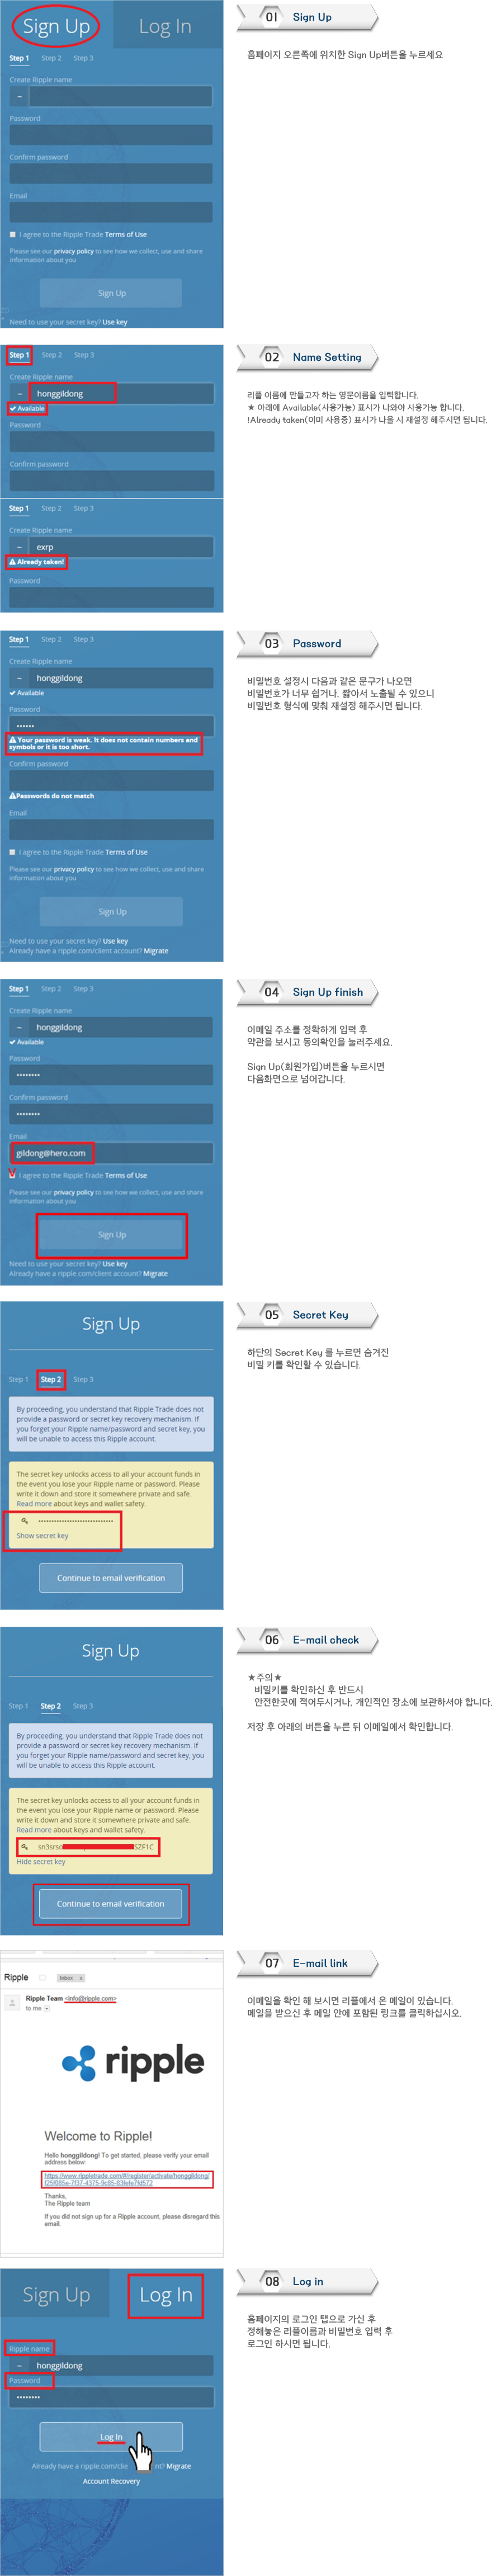 Sign Up
Log In
Step 1 Step 2 Step 3
Create Ripple name
~
Password
Confirm password
Email
I agree to the Ripple Trade Terms of Use
Please see our privacy policy to see how we collect, use and share
information about you
Sign Up
Need to use your secret key? Use key
01 Sign Up
홈페이지 오른쪽에 위치한 Sign Up버튼을 누르세요
Step 1 Step 2 Step 3
Create Ripple name
~ honggildong
Available
Password
Confirm password
Step 1 Step 2 Step 3
Create Ripple name
~ exrp
Already taken!
Password
02 Name Setting
리플 이름에 만들고자 하는 영문이름을 입력합니다.
★ 아래에 Available(사용가능) 표시가 나와야 사용가능 합니다.
!Already taken(이미 사용중) 표시가 나올 시 재설정 해주시면 됩니다.
Step 1 Step 2 Step 3
Create Ripple name
~ honggildong
Available
Password
••••••
Your password is weak. It does not contain numbers and
symbols or it is too short.
Confirm password
Passwords do not match
Email
I agree to the Ripple Trade Terms of Use
Please see our privacy policy to see how we collect, use and share
information about you
Sign Up
Need to use your secret key? Use key
Already have a ripple.com/client account? Migrate
03 Password
비밀번호 설정시 다음과 같은 문구가 나오면
비밀번호가 너무 쉽거나, 짧아서 노출될 수 있으니
비밀번호 형식에 맞춰 재설정 해주시면 됩니다.
Step 1 Step 2 Step 3
Create Ripple name
~ honggildong
Available
Password
••••••••
Confirm password
••••••••
Email
gildong@hero.com
V I agree to the Ripple Trade Terms of Use
Please see our privacy policy to see how we collect, use and share
information about you
Sign Up
Need to use your secret key? Use key
Already have a ripple.com/client account? Migrate
04 Sign Up finish
이메일 주소를 정확하게 입력 후
약관을 보시고 동의확인을 눌러주세요.
Sign Up(회원가입)버튼을 누르시면
다음화면으로 넘어갑니다.
Sign Up
Step 1 Step 2 Step 3
By proceeding, you understand that Ripple Trade does not
provide a password or secret key recovery mechanism. If
you forget your Ripple name/password and secret key, you
will be unable to access this Ripple account.
The secret key unlocks access to all your account funds in
the event you lose your Ripple name or password. Please
write it down and store it somewhere private and safe.
Read more about keys and wallet safety.
•••••••••••••••••••••••••••••
Show secret key
Continue to email verification
05 Secret Key
하단의 Secret Key 를 누르면 숨겨진
비밀 키를 확인할 수 있습니다.
Sign Up
Step 1 Step 2 Step 3
By proceeding, you understand that Ripple Trade does not
provide a password or secret key recovery mechanism. If
you forget your Ripple name/password and secret key, you
will be unable to access this Ripple account.
The secret key unlocks access to all your account funds in
the event you lose your Ripple name or password. Please
write it down and store it somewhere private and safe.
Read more about keys and wallet safety.
Hide secret key
Continue to email verification
06 E-mail check
★주의★
비밀키를 확인하신 후 반드시
안전한곳에 적어두시거나, 개인적인 장소에 보관하셔야 합니다.
저장 후 아래의 버튼을 누른 뒤 이메일에서 확인합니다.
Ripple Inbox x
Ripple Team <info@ripple.com>
to me
ripple
Welcome to Ripple!
Hello honggildong! To get started, please verify your email
address below:
https://www.rippletrade.com/#/register/activate/honggildong/
Thanks,
The Ripple team
If you did not sign up for a Ripple account, please disregard this
email.
07 E-mail link
이메일을 확인 해 보시면 리플에서 온 메일이 있습니다.
메일을 받으신 후 메일 안에 포함된 링크를 클릭하십시오.
Sign Up
Log In
Ripple name
~ honggildong
Password
••••••••
Log In
Already have a ripple.com/clie nt? Migrate
Account Recovery
08 Log in
홈페이지의 로그인 탭으로 가신 후
정해놓은 리플이름과 비밀번호 입력 후
로그인 하시면 됩니다.